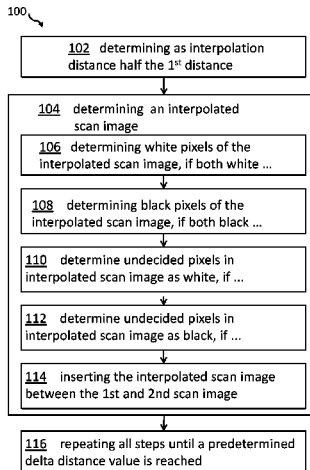 100
102 determining as interpolation
distance half the 1st distance
104 determining an interpolated
scan image
106 determining white pixels of the
interpolated scan image, if both white ...
108 determining black pixels of the
interpolated scan image, if both black ...
110 determine undecided pixels in
interpolated scan image as white, if ...
112 determine undecided pixels in
interpolated scan image as black, if ...
114 inserting the interpolated scan image
between the 1st and 2nd scan image
116 repeating all steps until a predetermined
delta distance value is reached